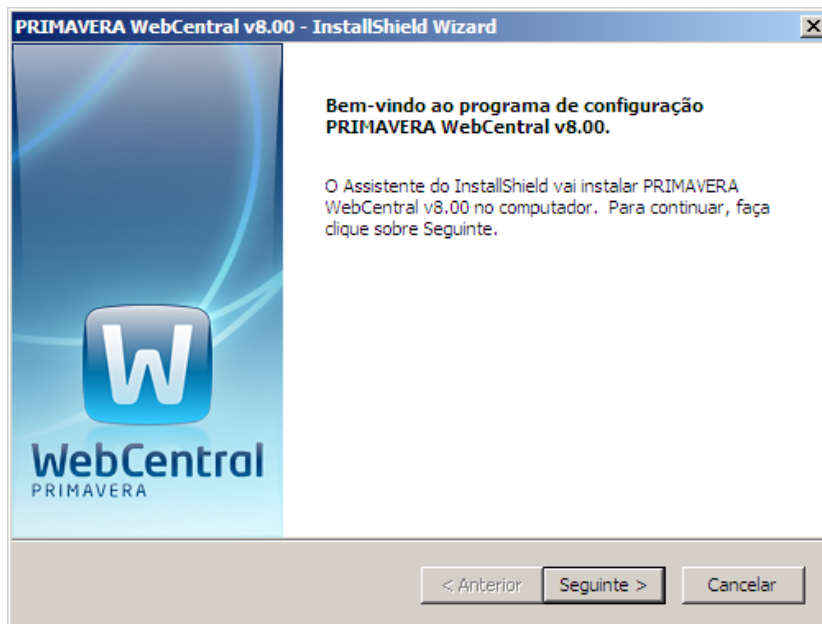 PRIMAVERA WebCentral v8.00 - InstallShield Wizard
Bem-vindo ao programa de configuração
PRIMAVERA WebCentral v8.00.
O Assistente do InstallShield vai instalar PRIMAVERA
WebCentral v8.00 no computador. Para continuar, faça
clique sobre Seguinte.
W
WebCentral
PRIMAVERA
< Anterior
Seguinte >
Cancelar